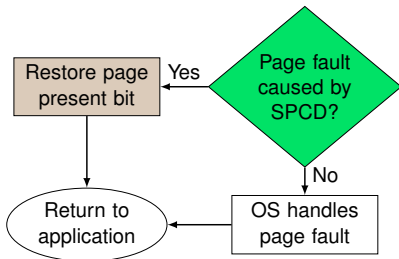 Page fault
caused by
SPCD?
Yes
Restore page
present bit
No
OS handles
page fault
Return to
application